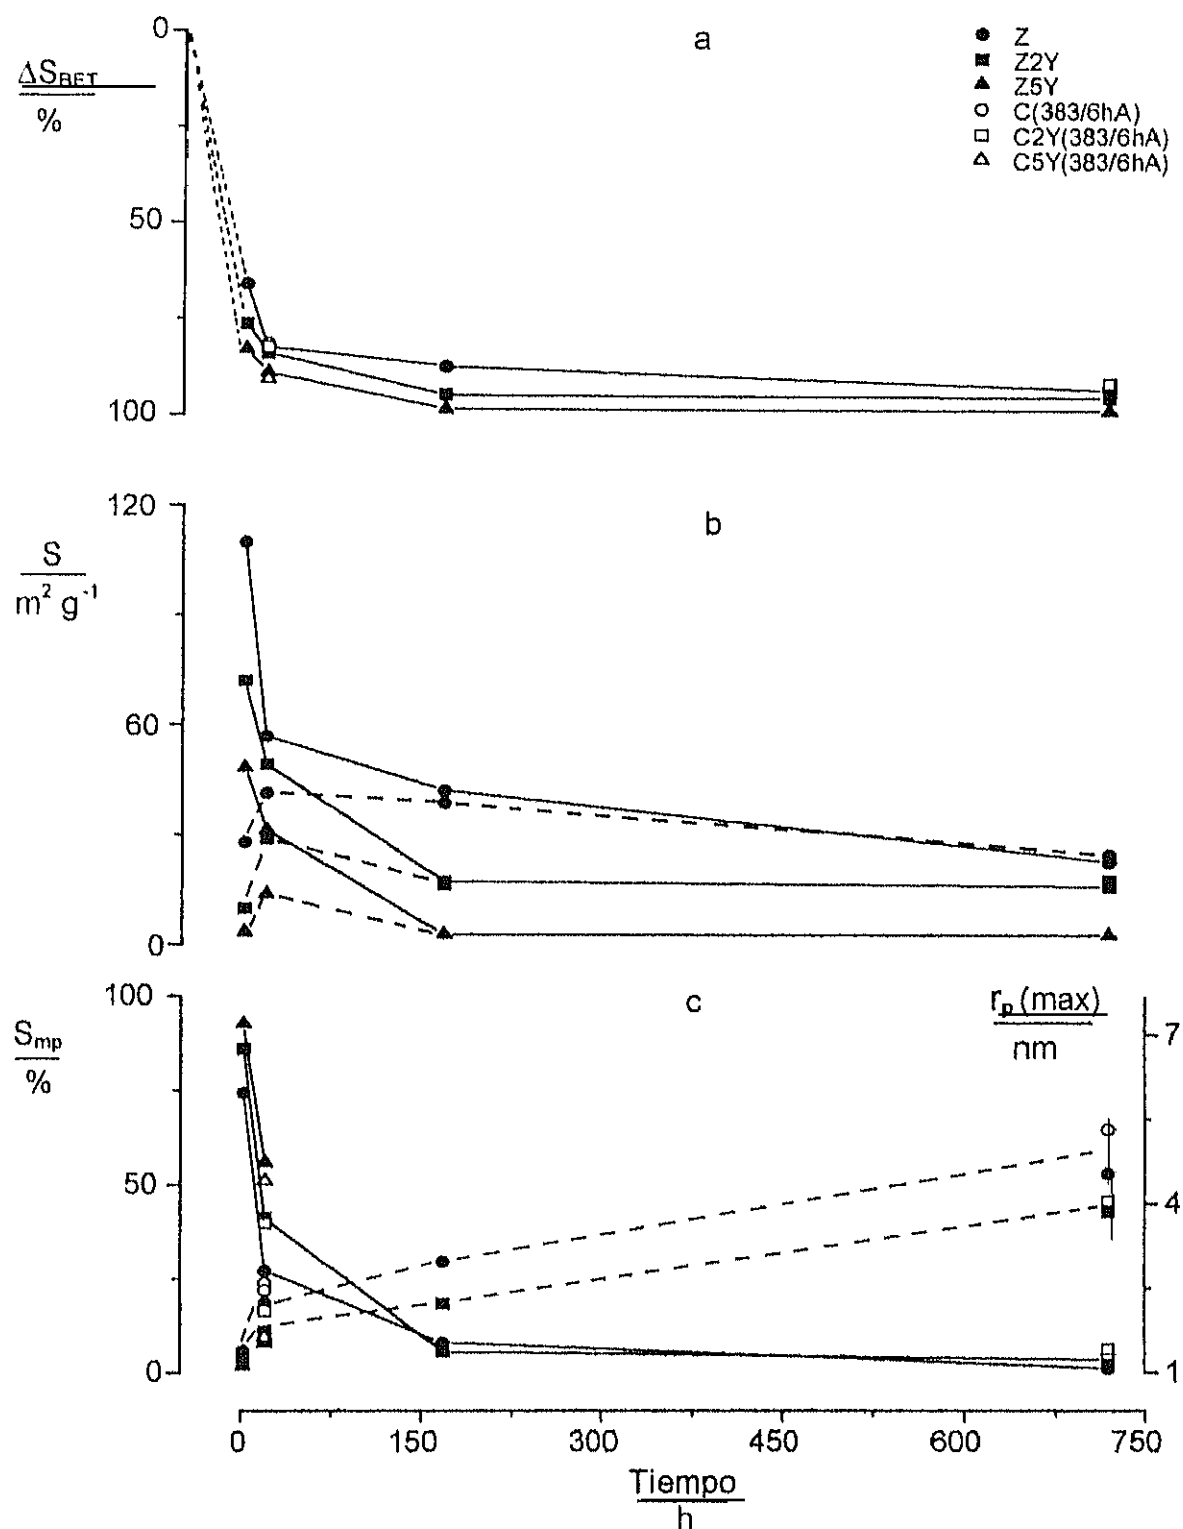 a
0
ΔS_BET
%
50
100
● Z
■ Z2Y
▲ Z5Y
○ C(383/6hA)
□ C2Y(383/6hA)
△ C5Y(383/6hA)
b
120
S
m² g⁻¹
60
0
c
100
S_mp
%
50
0
r_p (max)
nm
7
4
1
0 150 300 450 600 750
Tiempo
h